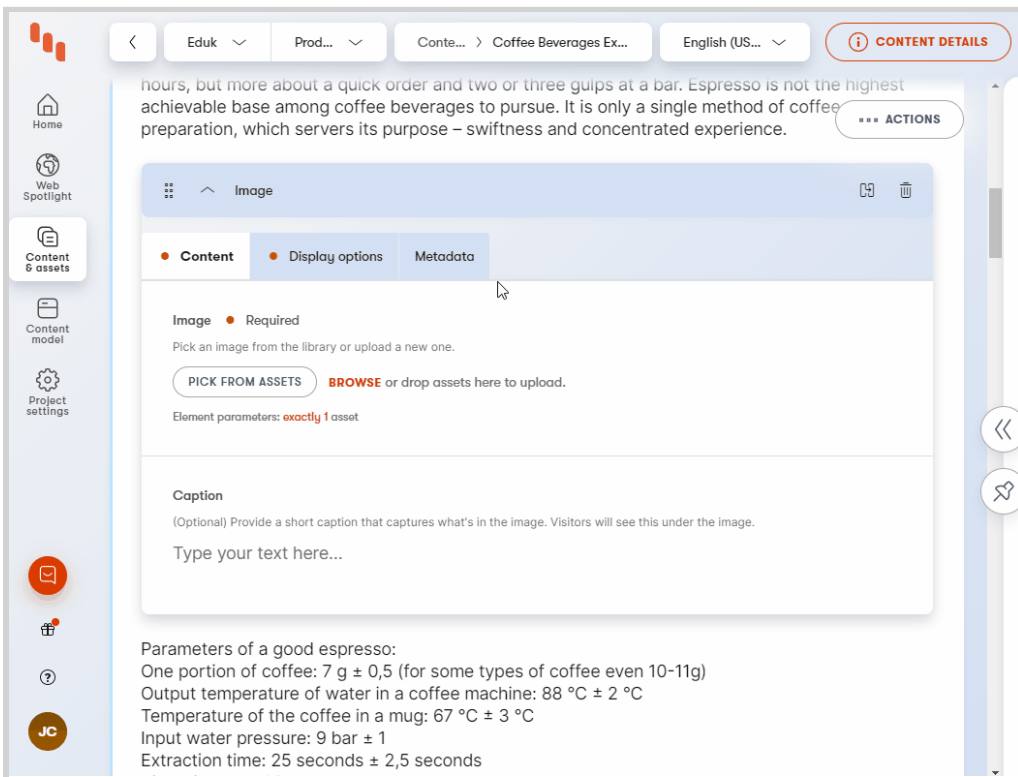 Eduk
Prod...
Conte... > Coffee Beverages Ex...
English (US...
CONTENT DETAILS
Home
Web
Spotlight
Content
& assets
Content
model
Project
settings
JC
hours, but more about a quick order and two or three gulps at a bar. Espresso is not the highest
achievable base among coffee beverages to pursue. It is only a single method of coffee
preparation, which servers its purpose – swiftness and concentrated experience.
ACTIONS
Image
Content
Display options
Metadata
Image Required
Pick an image from the library or upload a new one.
PICK FROM ASSETS BROWSE or drop assets here to upload.
Element parameters: exactly 1 asset
Caption
(Optional) Provide a short caption that captures what's in the image. Visitors will see this under the image.
Type your text here...
Parameters of a good espresso:
One portion of coffee: 7 g ± 0,5 (for some types of coffee even 10-11g)
Output temperature of water in a coffee machine: 88 °C ± 2 °C
Temperature of the coffee in a mug: 67 °C ± 3 °C
Input water pressure: 9 bar ± 1
Extraction time: 25 seconds ± 2,5 seconds